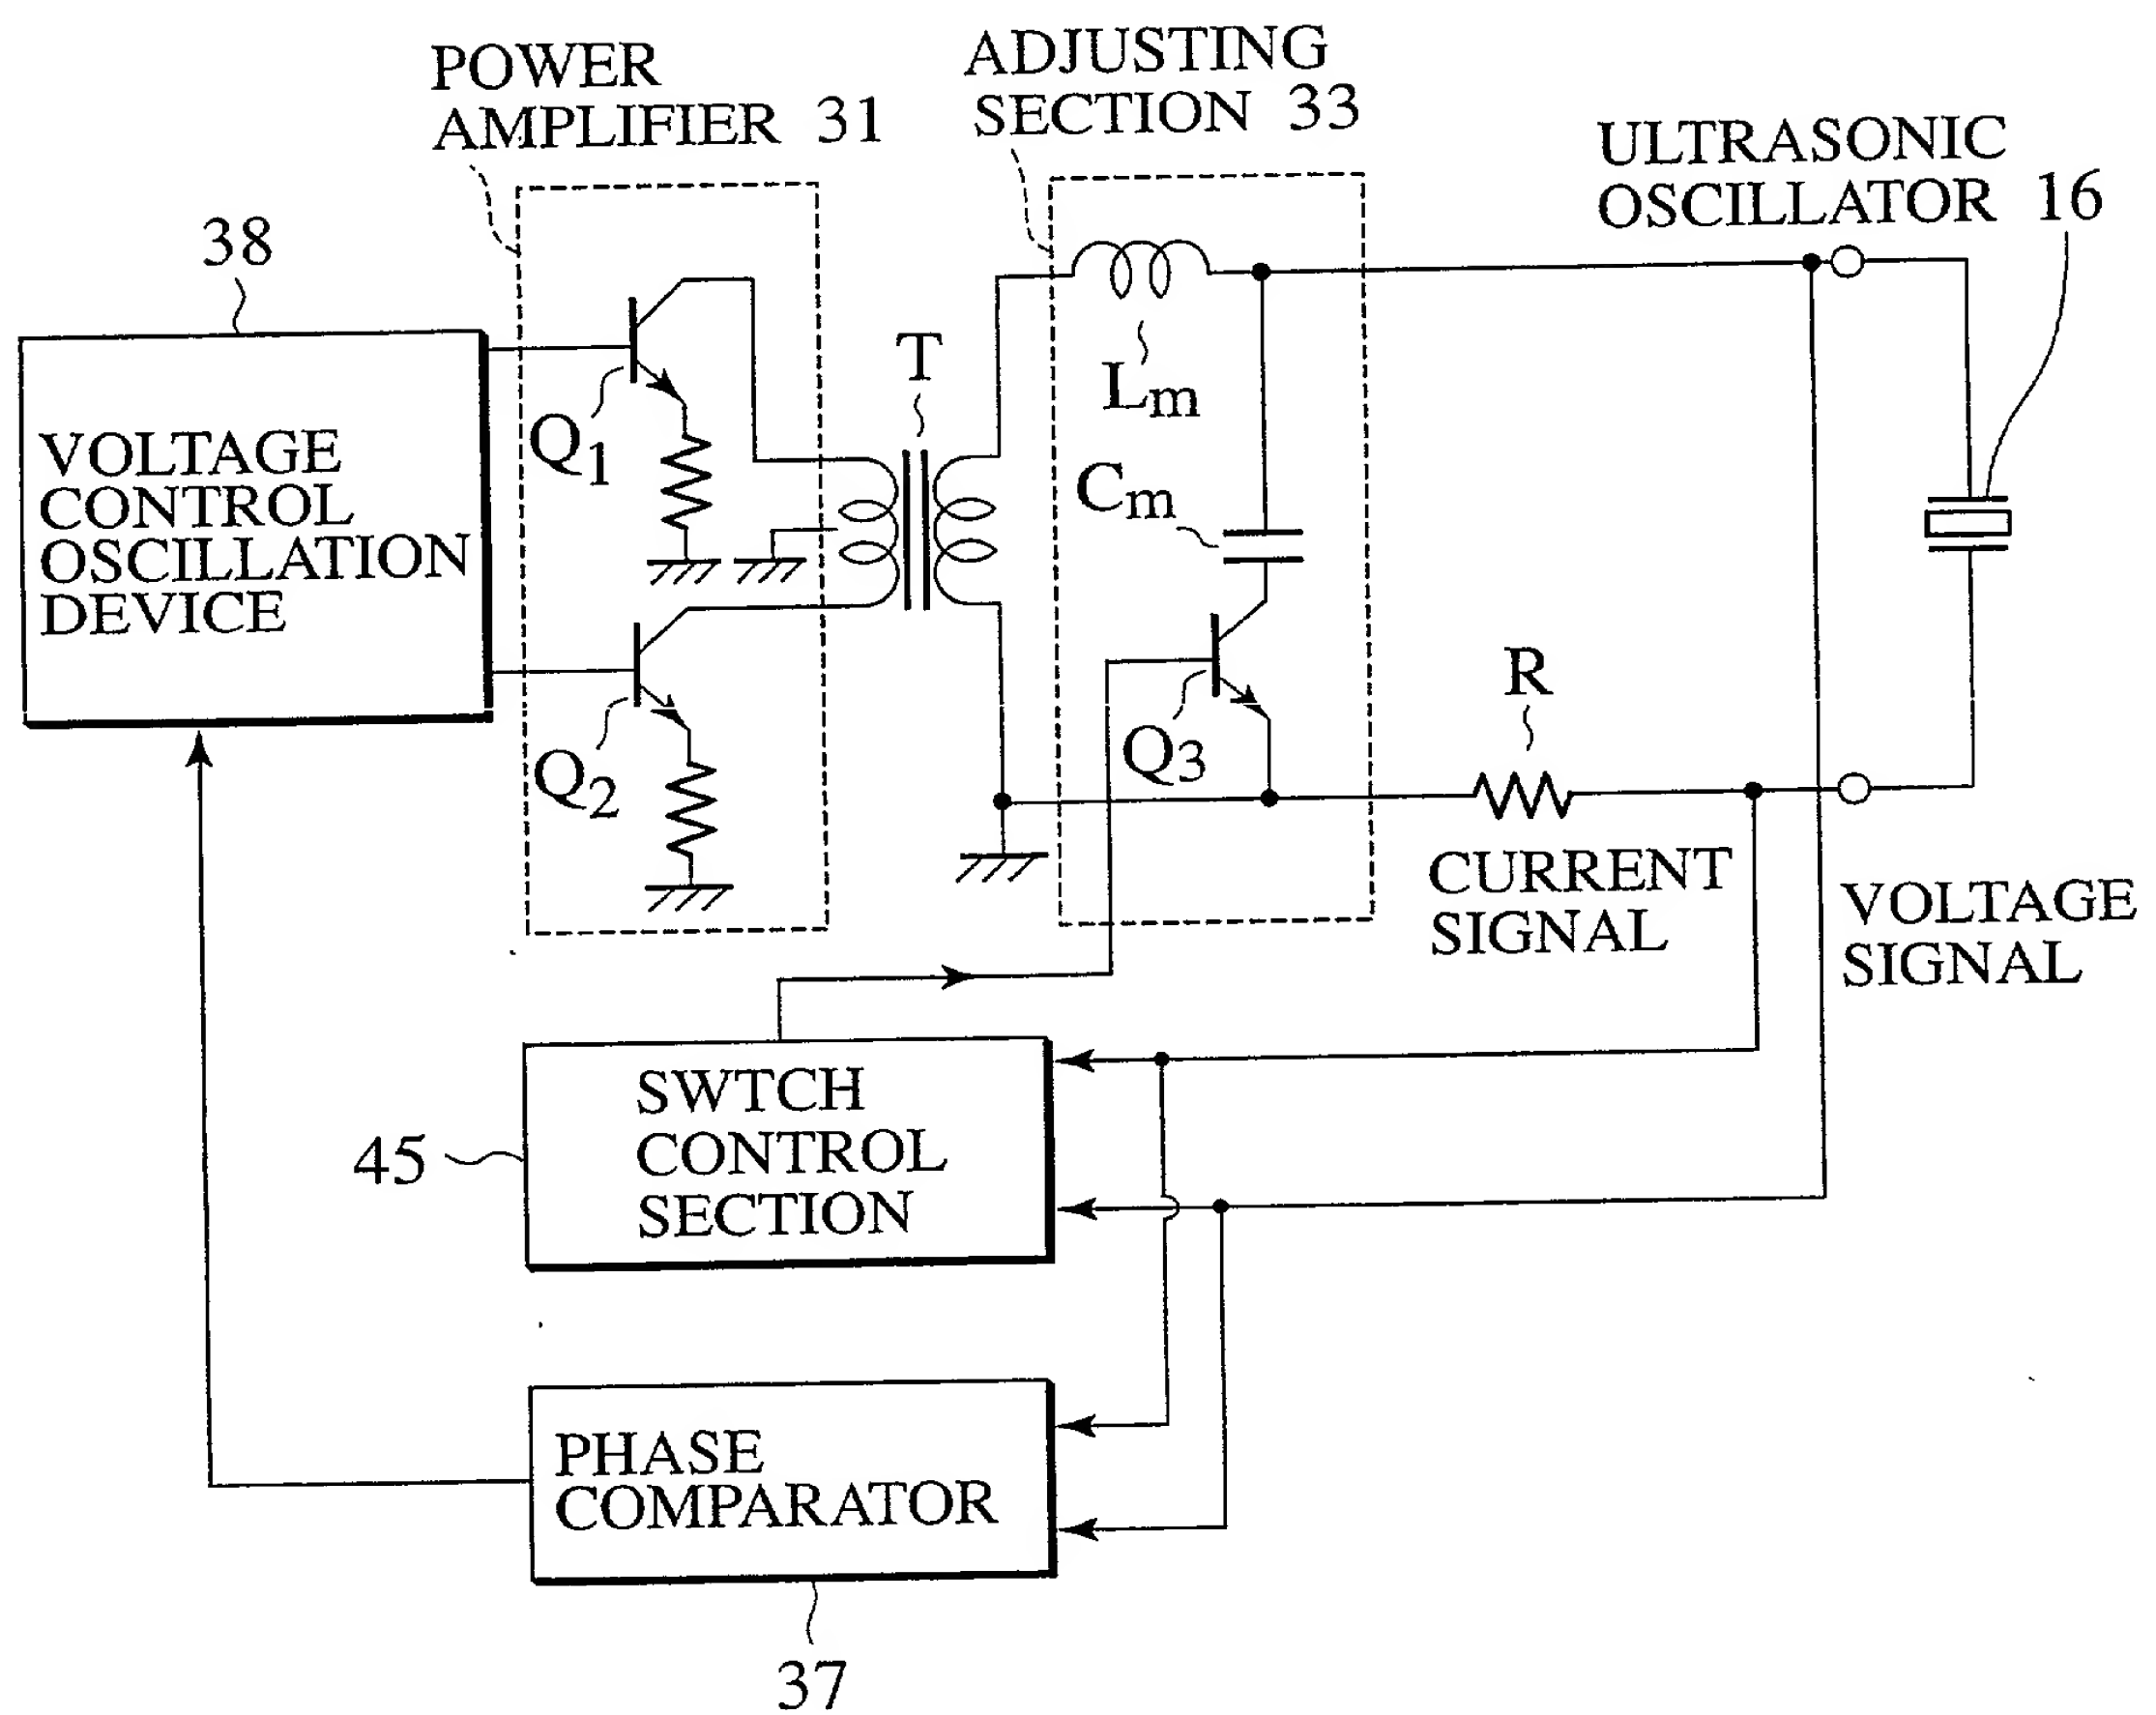 POWER
AMPLIFIER 31
ADJUSTING
SECTION 33
ULTRASONIC
OSCILLATOR 16
38
VOLTAGE
CONTROL
OSCILLATION
DEVICE
Q1
Q2
T
Lm
Cm
Q3
R
CURRENT
SIGNAL
VOLTAGE
SIGNAL
45
SWTCH
CONTROL
SECTION
PHASE
COMPARATOR
37